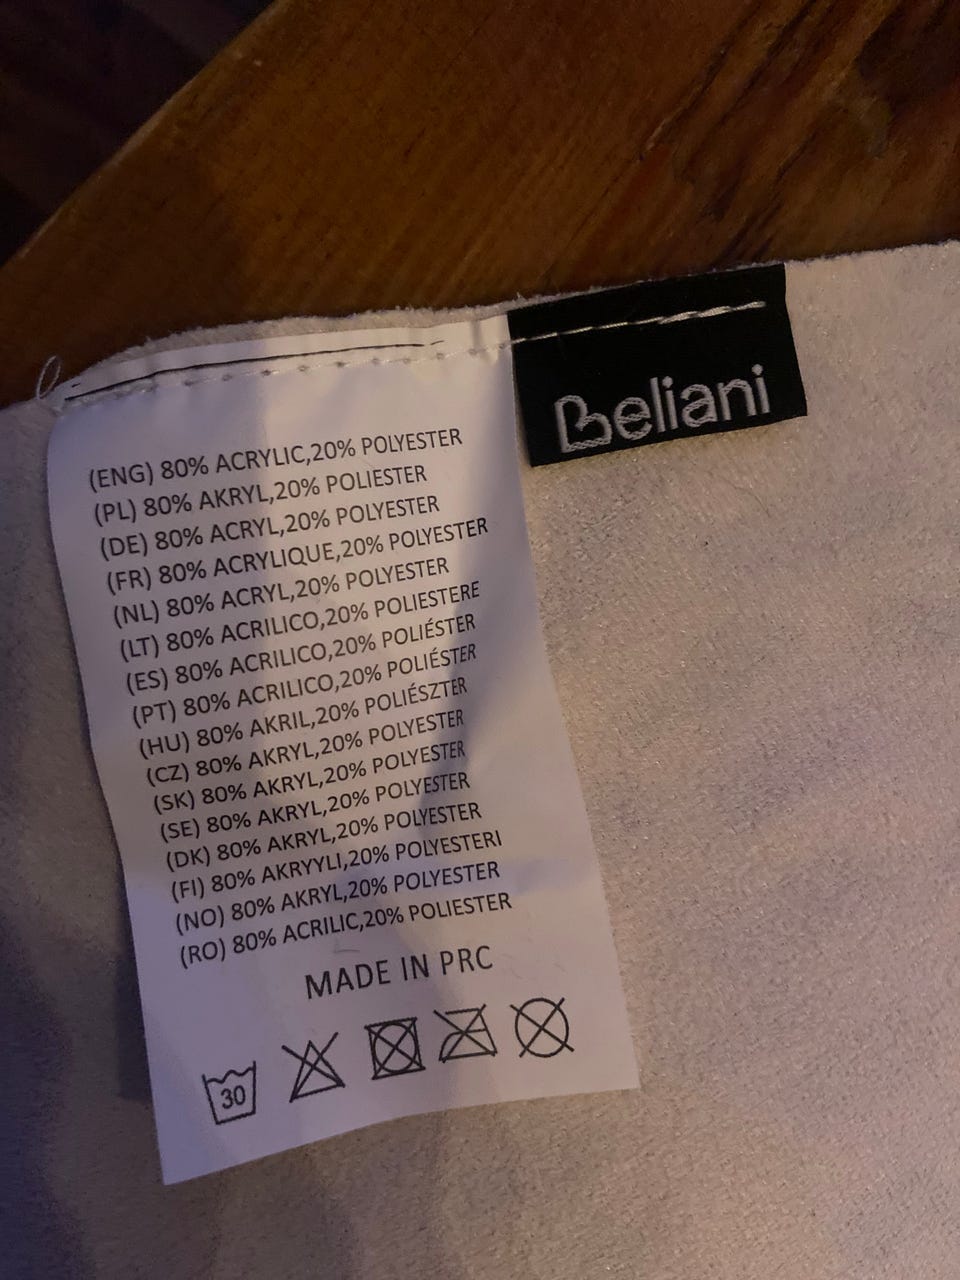 Beliani
(ENG) 80% ACRYLIC,20% POLYESTER
(PL) 80% AKRYL,20% POLIESTER
(DE) 80% ACRYL,20% POLYESTER
(FR) 80% ACRYLIQUE,20% POLYESTER
(NL) 80% ACRYL,20% POLYESTER
(LT) 80% ACRILICO,20% POLIESTERE
(ES) 80% ACRILICO,20% POLIÉSTER
(PT) 80% ACRILICO,20% POLIÉSTER
(HU) 80% AKRIL,20% POLIÉSZTER
(CZ) 80% AKRYL,20% POLYESTER
(SK) 80% AKRYL,20% POLYESTER
(SE) 80% AKRYL,20% POLYESTER
(DK) 80% AKRYL,20% POLYESTER
(FI) 80% AKRYYLI,20% POLYESTERI
(NO) 80% AKRYL,20% POLYESTER
(RO) 80% ACRILIC,20% POLIESTER
MADE IN PRC
30